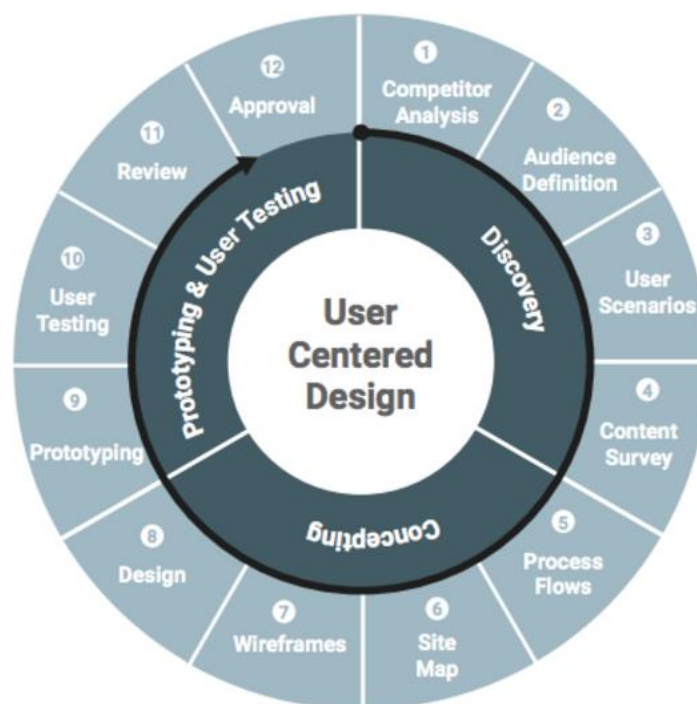 User
Centered
Design
Discovery
Concepting
Prototyping & User Testing
1
Competitor
Analysis
2
Audience
Definition
3
User
Scenarios
4
Content
Survey
5
Process
Flows
6
Site
Map
7
Wireframes
8
Design
9
Prototyping
10
User
Testing
11
Review
12
Approval